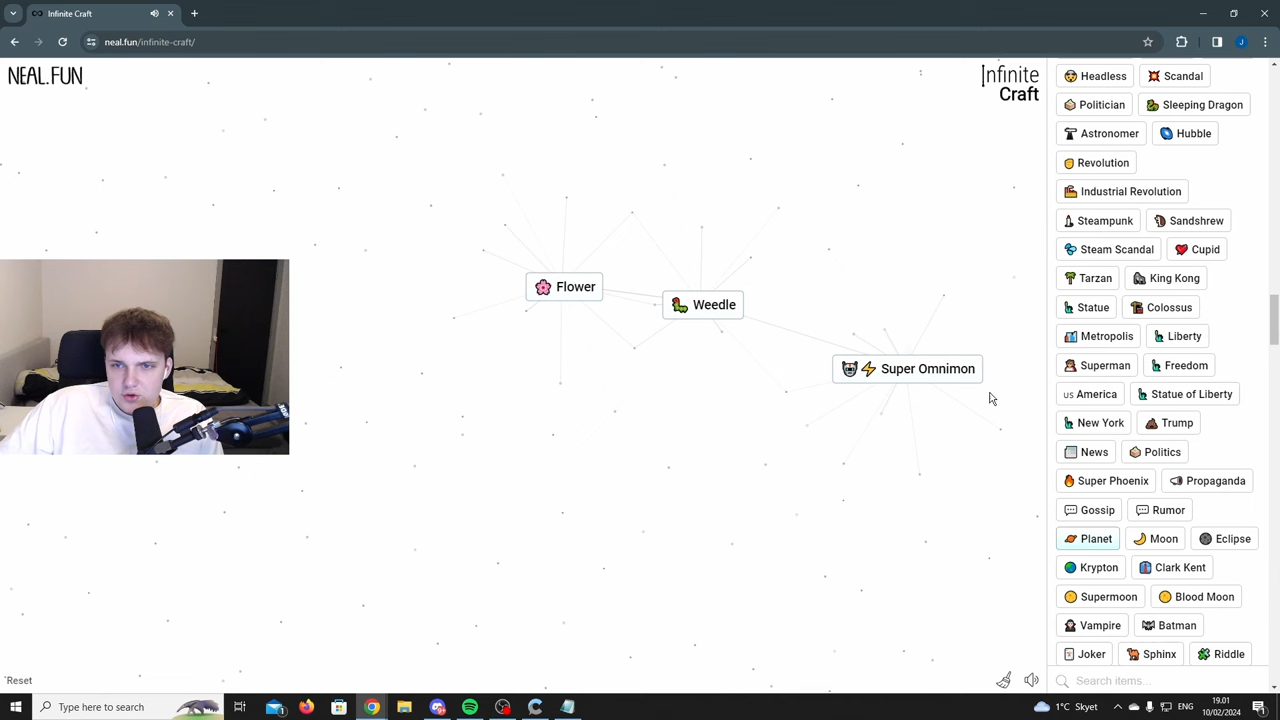 Infinite Craft
neal.fun/infinite-craft/
J
NEAL.FUN
Infinite
Craft
Flower
Weedle
Super Omnimon
Headless
Scandal
Politician
Sleeping Dragon
Astronomer
Hubble
Revolution
Industrial Revolution
Steampunk
Sandshrew
Steam Scandal
Cupid
Tarzan
King Kong
Statue
Colossus
Metropolis
Liberty
Superman
Freedom
us America
Statue of Liberty
New York
Trump
News
Politics
Super Phoenix
Propaganda
Gossip
Rumor
Planet
Moon
Eclipse
Krypton
Clark Kent
Supermoon
Blood Moon
Vampire
Batman
Joker
Sphinx
Riddle
Reset
Search items...
Type here to search
1°C Skyet
ENG
19.01
10/02/2024